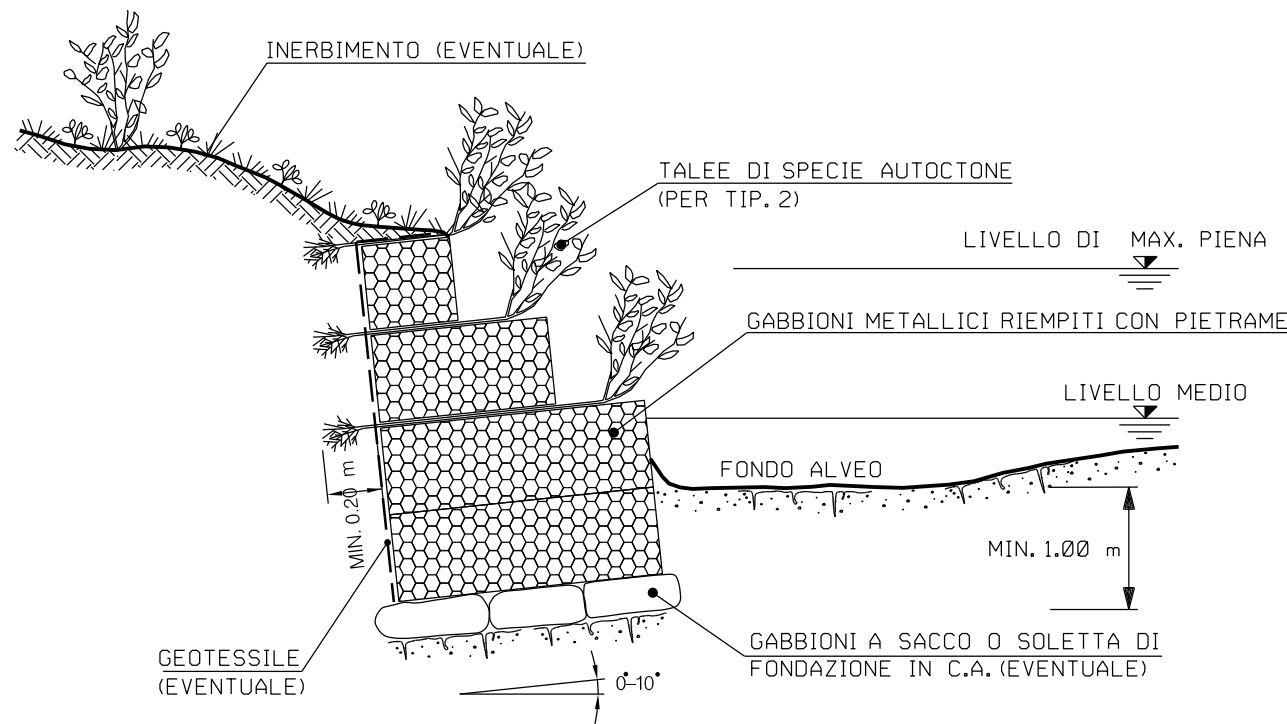 INERBIMENTO (EVENTUALE)
TALEE DI SPECIE AUTOCTONE
(PER TIP. 2)
LIVELLO DI MAX. PIENA
GABBIONI METALLICI RIEMPITI CON PIETRAME
LIVELLO MEDIO
FONDO ALVEO
MIN. 0.20 m
MIN. 1.00 m
GABBIONI A SACCO O SOLETTA DI
FONDAZIONE IN C.A. (EVENTUALE)
GEOTESSILE
(EVENTUALE)
0°-10°